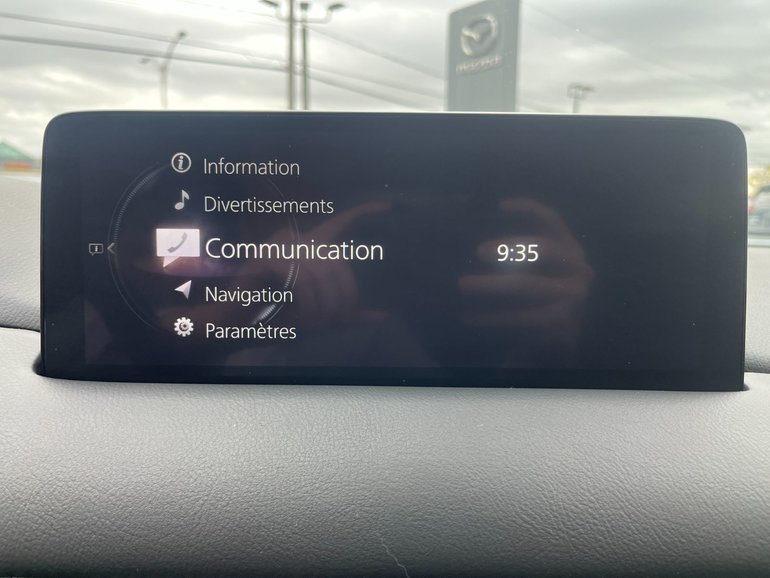 Information
Divertissements
Communication
9:35
Navigation
Paramètres